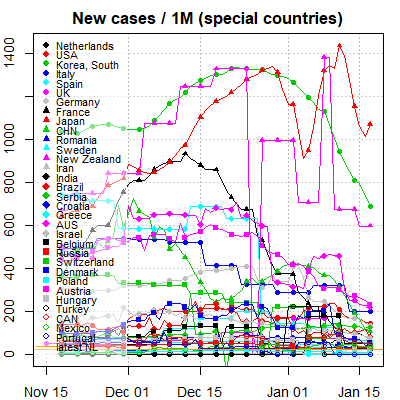 New cases / 1M (special countries)
1400
1200
1000
800
600
400
200
0
Netherlands
USA
Korea, South
Italy
Spain
UK
Germany
France
Japan
CHN
Romania
Sweden
New Zealand
Iran
India
Brazil
Serbia
Croatia
Greece
AUS
Israel
Belgium
Russia
Switzerland
Denmark
Poland
Austria
Hungary
Turkey
CAN
Mexico
Portugal
latest NL
Nov 15
Dec 01
Dec 15
Jan 01
Jan 15